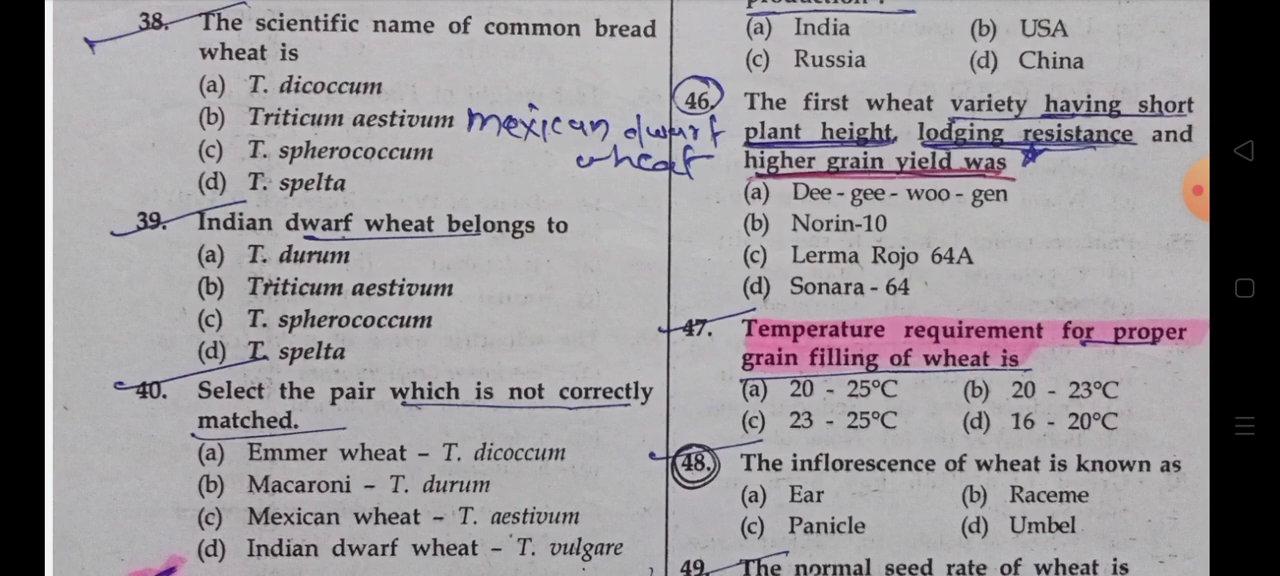 38. The scientific name of common bread
wheat is
(a) T. dicoccum
(b) Triticum aestivum mexican dwarf
wheat
(c) T. spherococcum
(d) T. spelta
39. Indian dwarf wheat belongs to
(a) T. durum
(b) Triticum aestivum
(c) T. spherococcum
(d) T. spelta
40. Select the pair which is not correctly
matched.
(a) Emmer wheat - T. dicoccum
(b) Macaroni - T. durum
(c) Mexican wheat - T. aestivum
(d) Indian dwarf wheat - T. vulgare
production ?
(a) India (b) USA
(c) Russia (d) China
46. The first wheat variety having short
plant height, lodging resistance and
higher grain yield was
(a) Dee - gee - woo - gen
(b) Norin-10
(c) Lerma Rojo 64A
(d) Sonara - 64
47. Temperature requirement for proper
grain filling of wheat is
(a) 20 - 25°C (b) 20 - 23°C
(c) 23 - 25°C (d) 16 - 20°C
48. The inflorescence of wheat is known as
(a) Ear (b) Raceme
(c) Panicle (d) Umbel
49. The normal seed rate of wheat is